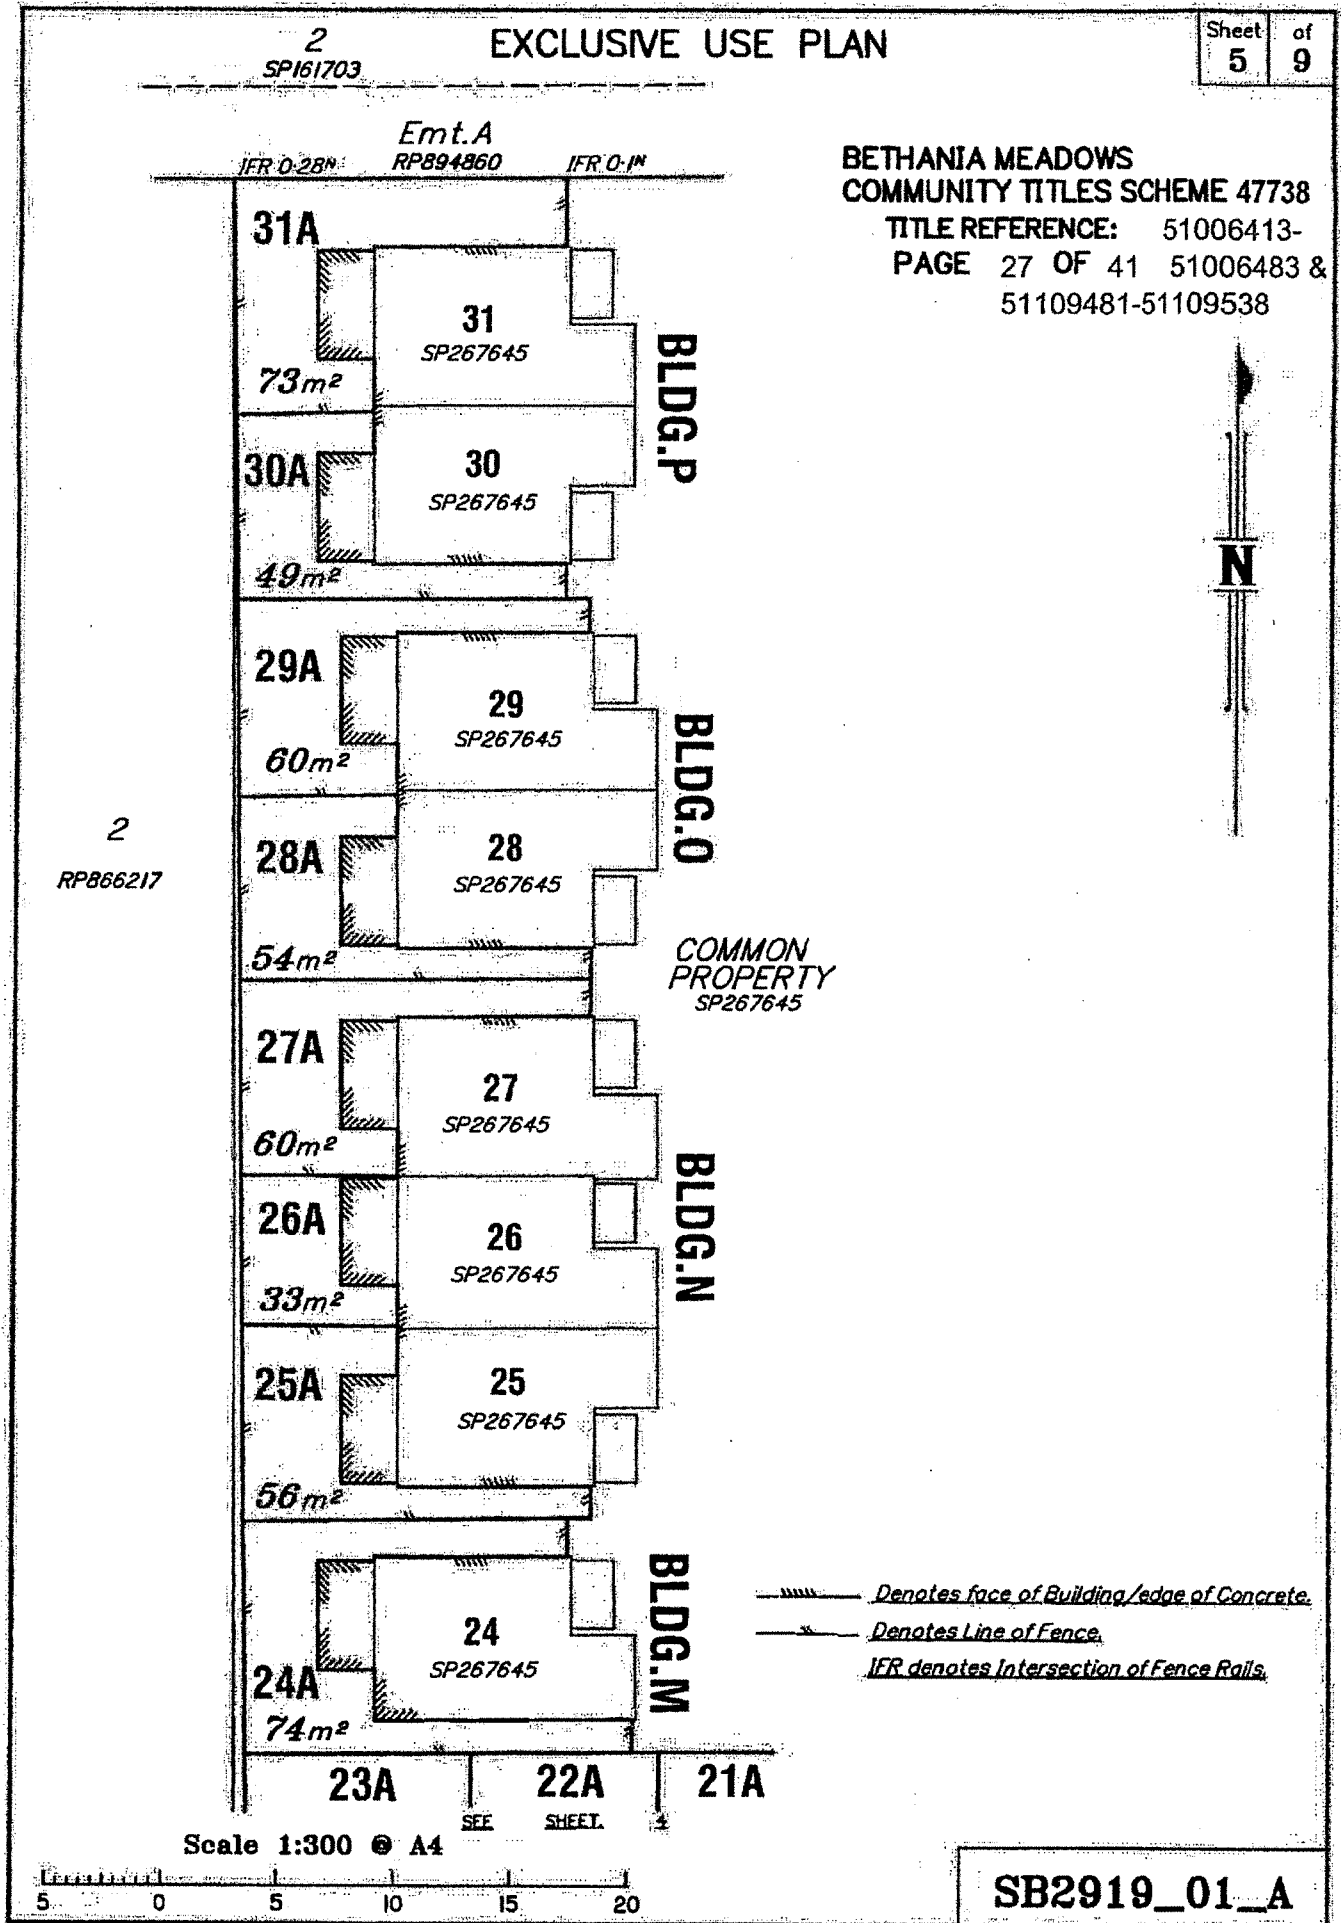 EXCLUSIVE USE PLAN
Sheet 5 of 9
2
SP161703
Emt.A
RP894860
IFR 0·28N
IFR 0·1N
BETHANIA MEADOWS
COMMUNITY TITLES SCHEME 47738
TITLE REFERENCE: 51006413-
PAGE 27 OF 41 51006483 &
51109481-51109538
31A
31
SP267645
73m²
BLDG.P
30A
30
SP267645
49m²
N
29A
29
SP267645
60m²
BLDG.O
2
RP866217
28A
28
SP267645
54m²
COMMON
PROPERTY
SP267645
27A
27
SP267645
60m²
BLDG.N
26A
26
SP267645
33m²
25A
25
SP267645
56m²
BLDG.M
24
SP267645
24A
74m²
Denotes face of Building/edge of Concrete.
Denotes Line of Fence.
IFR denotes Intersection of Fence Rails.
23A
22A
21A
SEE SHEET. 4
Scale 1:300 @ A4
5 0 5 10 15 20
SB2919_01_A